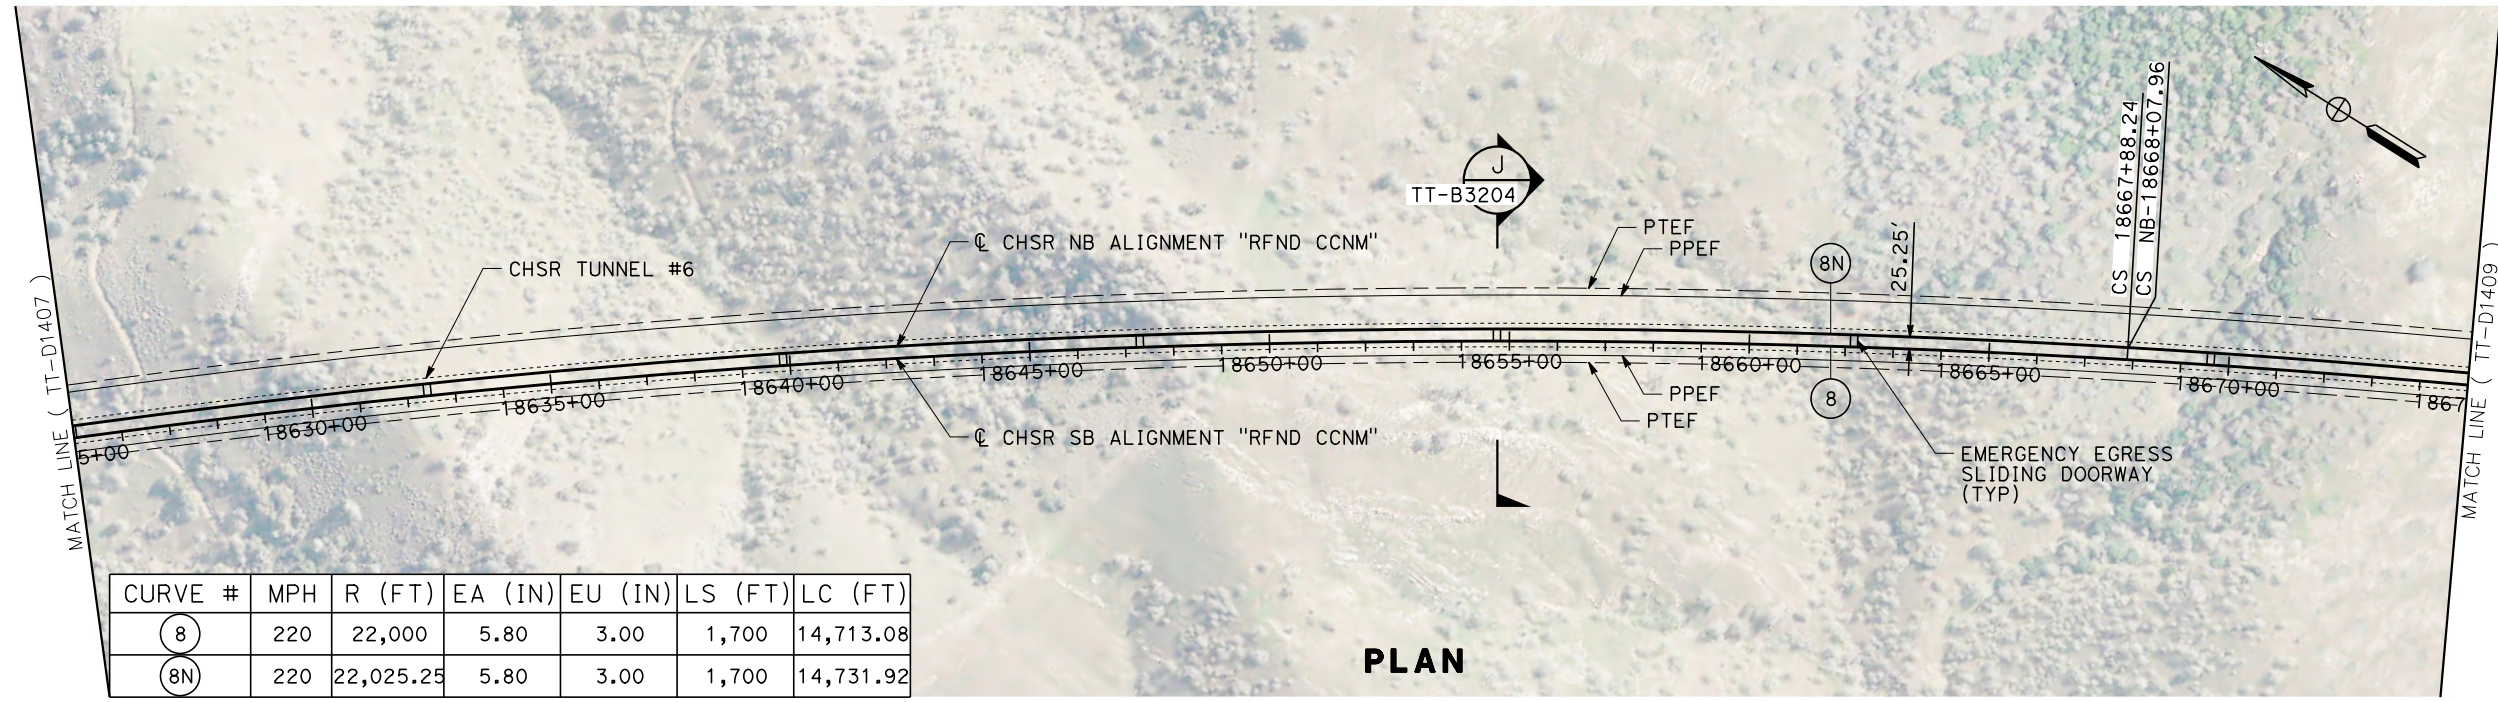 CS 18667+88.24
CS NB-18668+07.96
J
TT-B3204
PTEF
PPEF
8N
25.25'
℄ CHSR NB ALIGNMENT "RFND CCNM"
CHSR TUNNEL #6
MATCH LINE ( TT-D1407 )
MATCH LINE ( TT-D1409 )
5+00
18630+00
18635+00
18640+00
18645+00
18650+00
18655+00
18660+00
18665+00
18670+00
1867
8
PPEF
PTEF
℄ CHSR SB ALIGNMENT "RFND CCNM"
EMERGENCY EGRESS
SLIDING DOORWAY
(TYP)
CURVE # MPH R (FT) EA (IN) EU (IN) LS (FT) LC (FT)
8 220 22,000 5.80 3.00 1,700 14,713.08
8N 220 22,025.25 5.80 3.00 1,700 14,731.92
PLAN